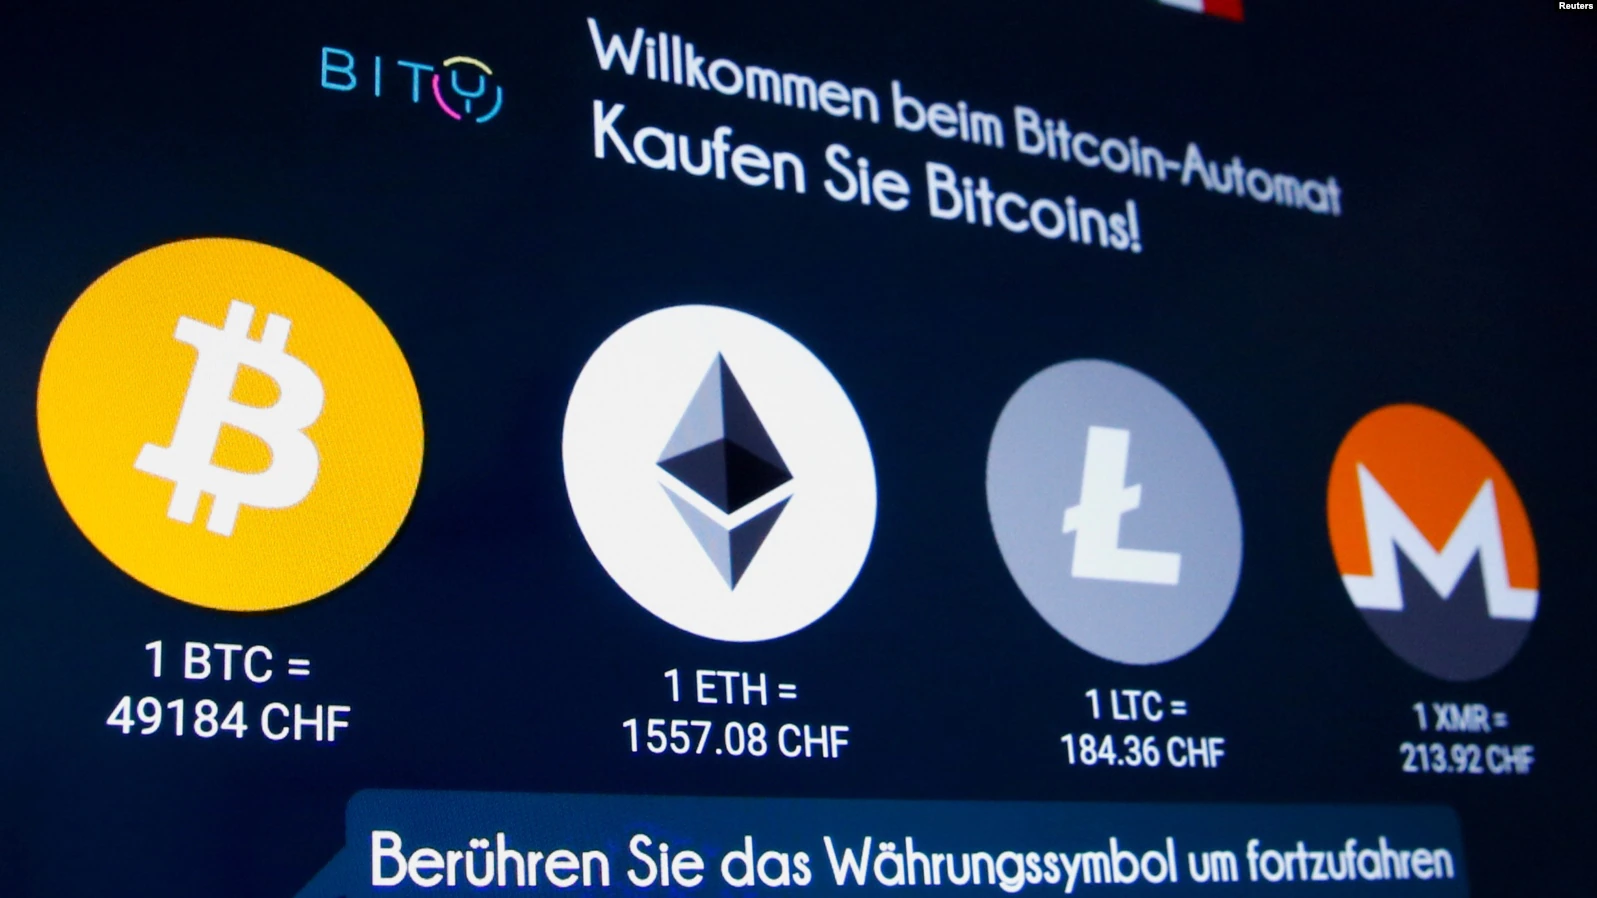 Reuters
BITY
Willkommen beim Bitcoin-Automat
Kaufen Sie Bitcoins!
1 BTC =
49184 CHF
1 ETH =
1557.08 CHF
1 LTC =
184.36 CHF
1 XMR =
213.92 CHF
Berühren Sie das Währungssymbol um fortzufahren